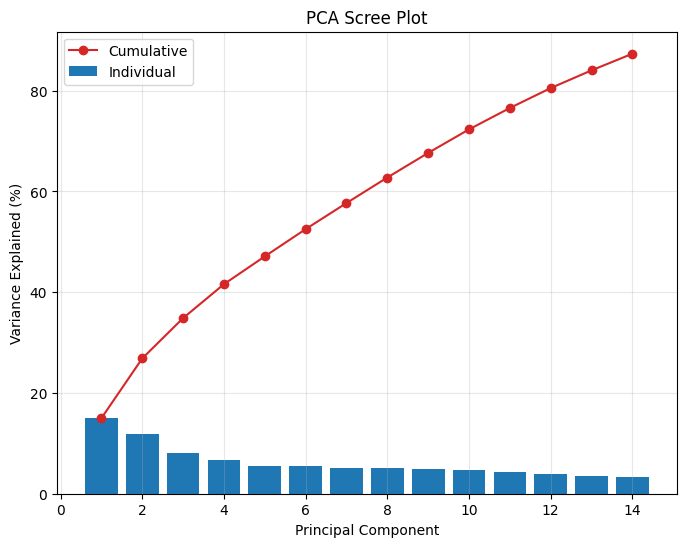 PCA Scree Plot
Cumulative
Individual
Variance Explained (%)
80
60
40
20
0
0 2 4 6 8 10 12 14
Principal Component